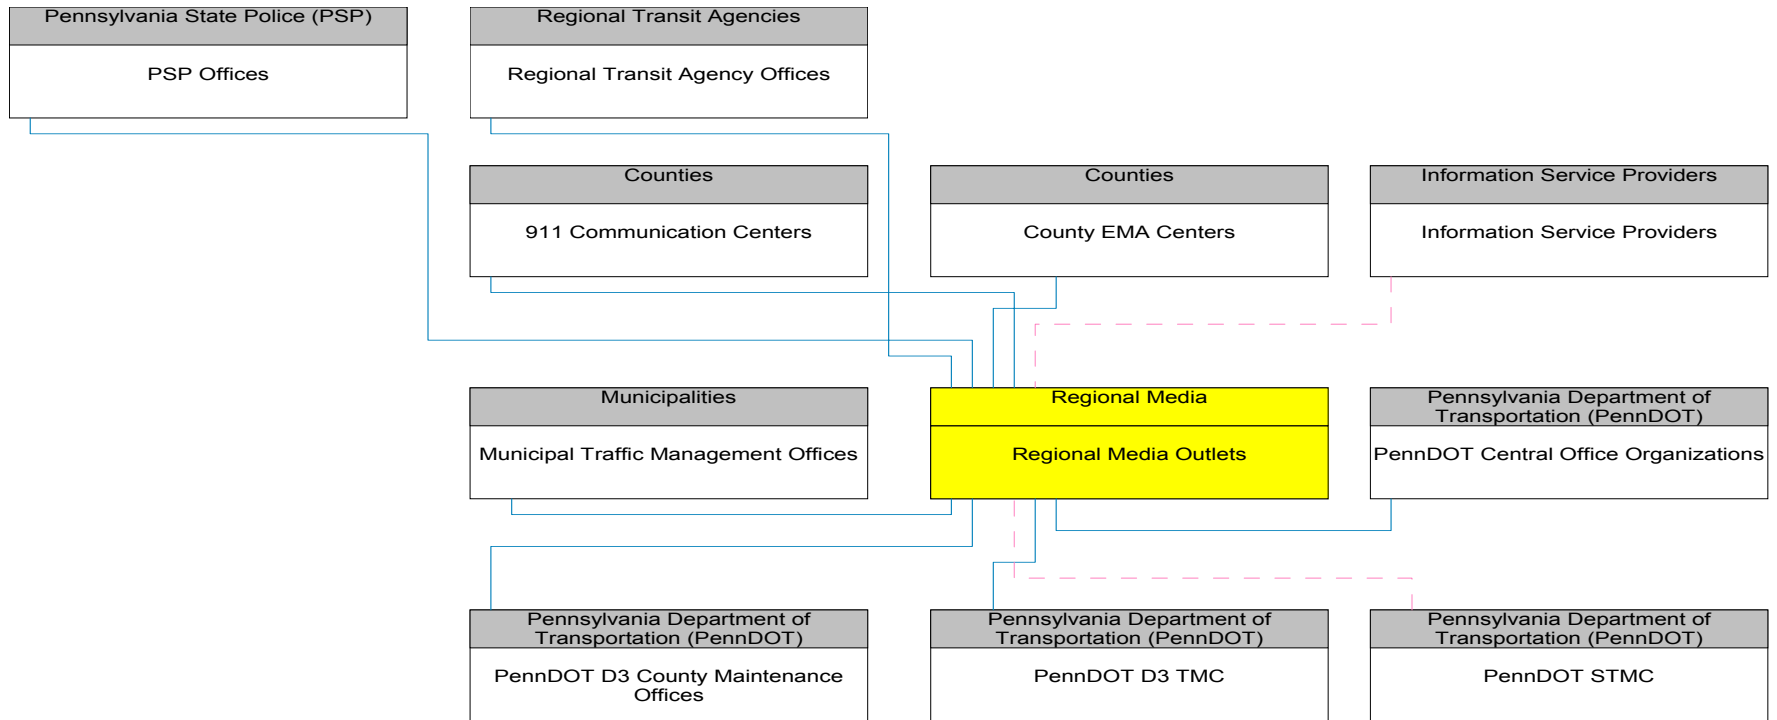 Pennsylvania State Police (PSP)
PSP Offices
Regional Transit Agencies
Regional Transit Agency Offices
Counties
911 Communication Centers
Counties
County EMA Centers
Information Service Providers
Information Service Providers
Municipalities
Municipal Traffic Management Offices
Regional Media
Regional Media Outlets
Pennsylvania Department of
Transportation (PennDOT)
PennDOT Central Office Organizations
Pennsylvania Department of
Transportation (PennDOT)
PennDOT D3 County Maintenance
Offices
Pennsylvania Department of
Transportation (PennDOT)
PennDOT D3 TMC
Pennsylvania Department of
Transportation (PennDOT)
PennDOT STMC